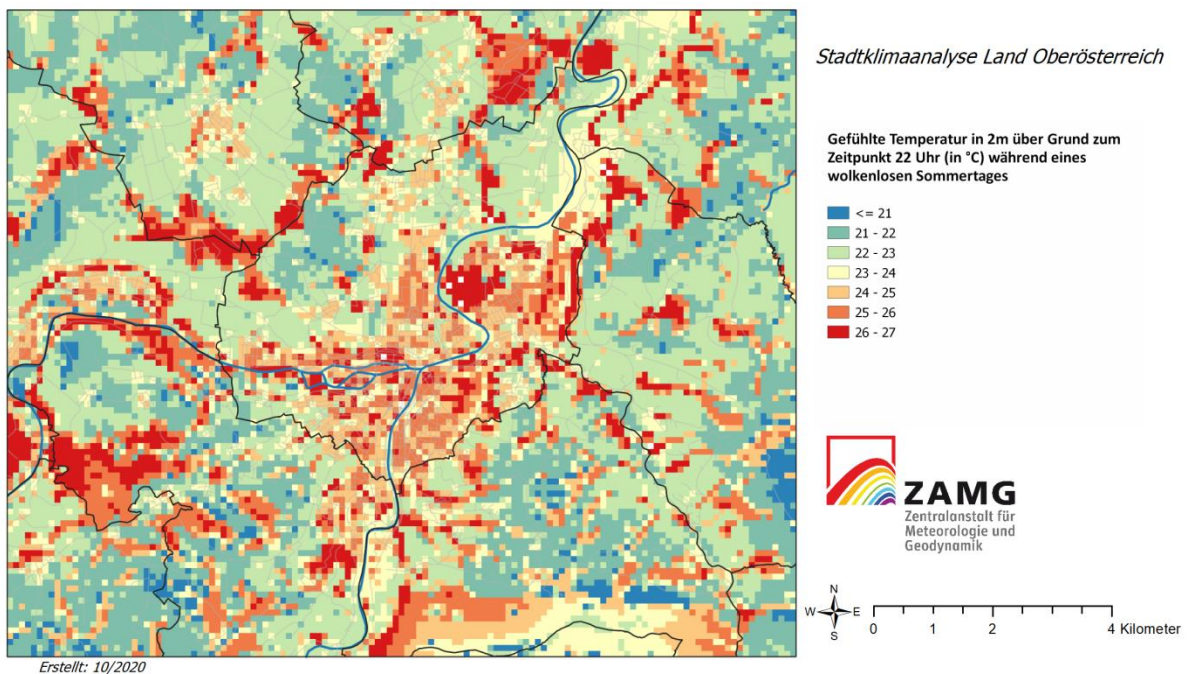 Stadtklimaanalyse Land Oberösterreich
Gefühlte Temperatur in 2m über Grund zum
Zeitpunkt 22 Uhr (in °C) während eines
wolkenlosen Sommertages
<= 21
21 - 22
22 - 23
23 - 24
24 - 25
25 - 26
26 - 27
ZAMG
Zentralanstalt für
Meteorologie und
Geodynamik
N
W E
S
0 1 2 4 Kilometer
Erstellt: 10/2020